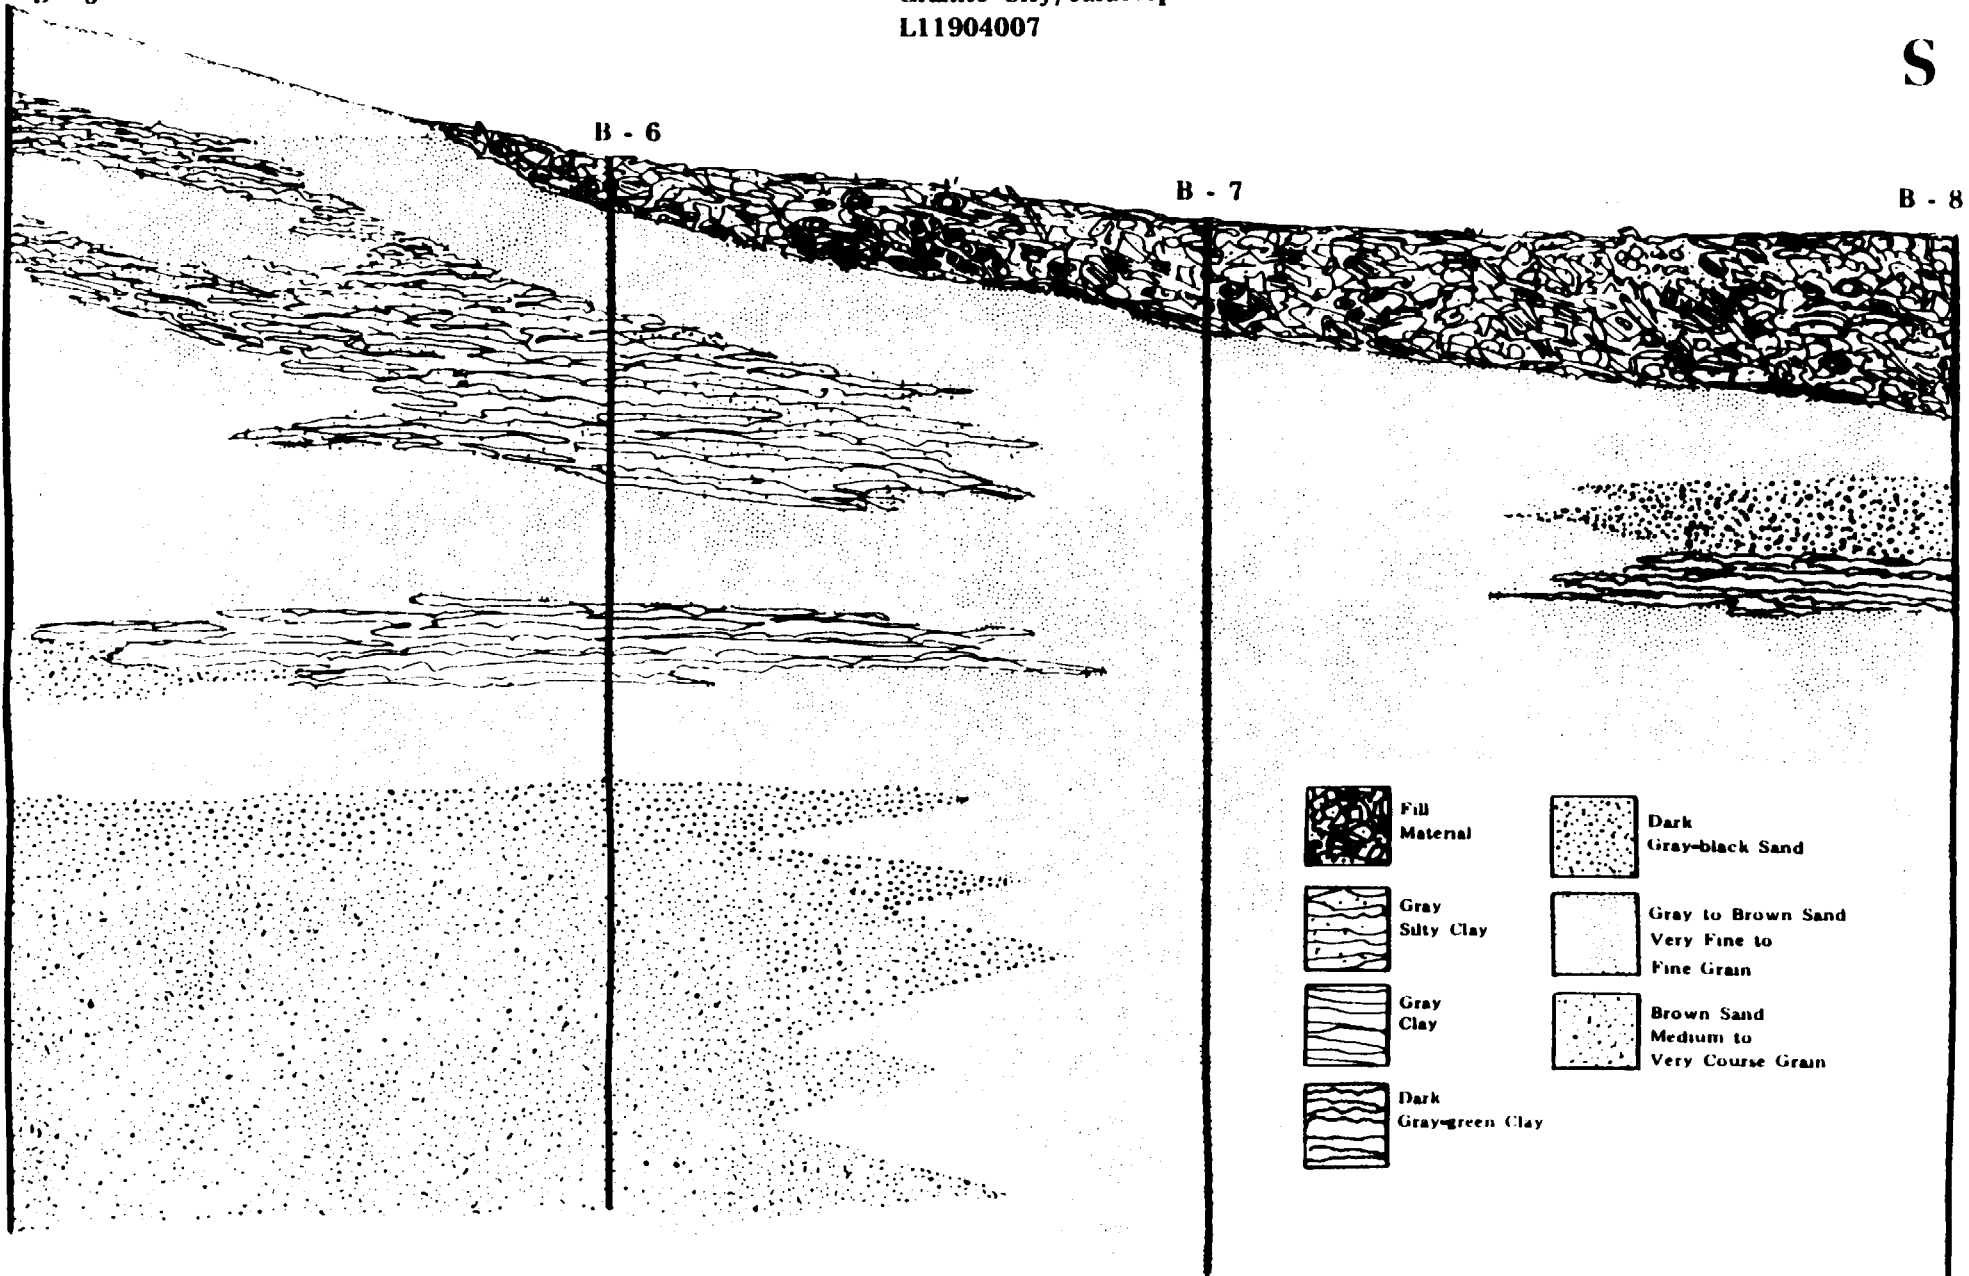 L11904007
S
B - 6
B - 7
B - 8
Fill
Material
Gray
Silty Clay
Gray
Clay
Dark
Gray-green Clay
Dark
Gray-black Sand
Gray to Brown Sand
Very Fine to
Fine Grain
Brown Sand
Medium to
Very Course Grain